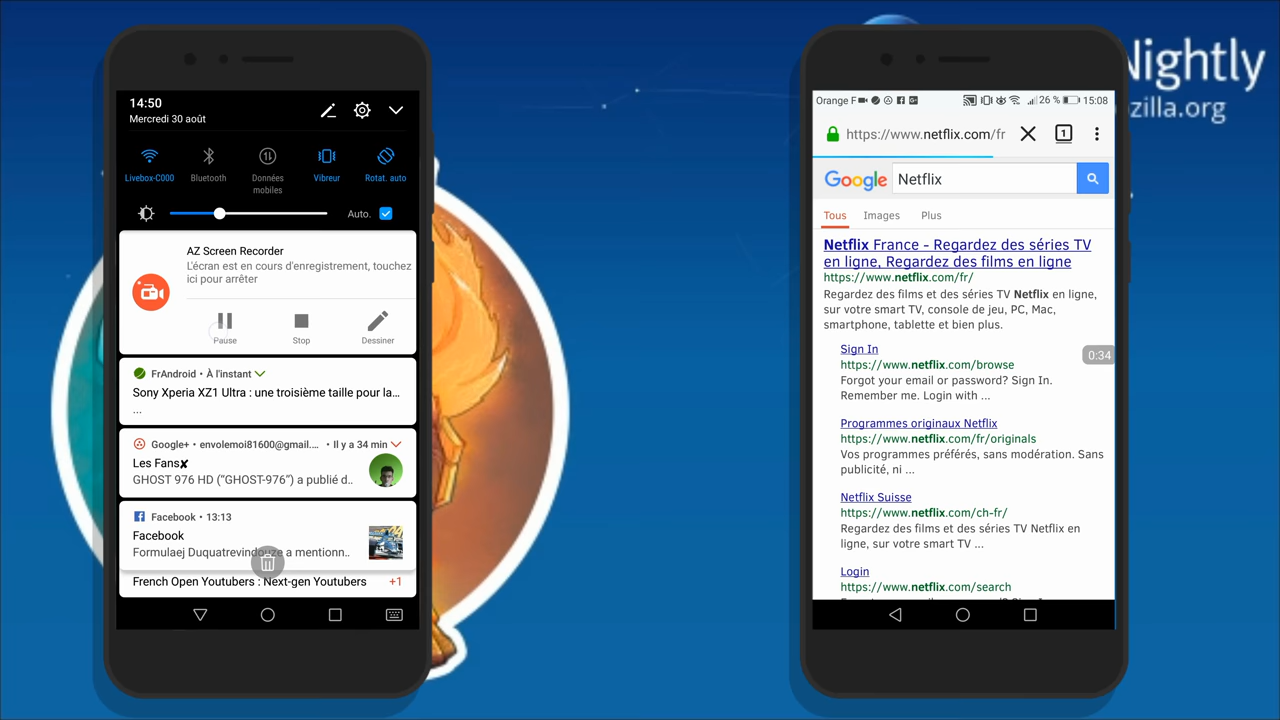 14:50
Mercredi 30 août
Livebox-C000
Bluetooth
Données
mobiles
Vibreur
Rotat. auto
Auto.
AZ Screen Recorder
L'écran est en cours d'enregistrement, touchez
ici pour arrêter
Pause
Stop
Dessiner
FrAndroid • À l'instant
Sony Xperia XZ1 Ultra : une troisième taille pour la...
...
Google+ • envolemoi81600@gmail.... • Il y a 34 min
Les Fans✘
GHOST 976 HD ("GHOST-976") a publié d..
Facebook • 13:13
Facebook
Formulaej Duquatrevindouze a mentionn..
French Open Youtubers : Next-gen Youtubers +1
Nightly
zilla.org
Orange F
26 %
15:08
https://www.netflix.com/fr
1
Google
Netflix
Tous
Images
Plus
Netflix France - Regardez des séries TV
en ligne, Regardez des films en ligne
https://www.netflix.com/fr/
Regardez des films et des séries TV Netflix en ligne,
sur votre smart TV, console de jeu, PC, Mac,
smartphone, tablette et bien plus.
Sign In
https://www.netflix.com/browse
Forgot your email or password? Sign In.
Remember me. Login with ...
0:34
Programmes originaux Netflix
https://www.netflix.com/fr/originals
Vos programmes préférés, sans modération. Sans
publicité, ni ...
Netflix Suisse
https://www.netflix.com/ch-fr/
Regardez des films et des séries TV Netflix en
ligne, sur votre smart TV ...
Login
https://www.netflix.com/search